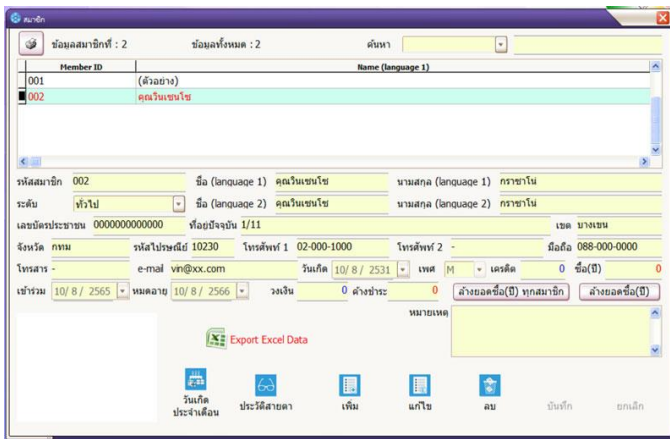 สมาชิก
ข้อมูลสมาชิกที่ : 2 ข้อมูลทั้งหมด : 2 ค้นหา
Member ID Name (language 1)
001 (ตัวอย่าง)
002 คุณวินเซนโซ่
รหัสสมาชิก 002 ชื่อ (language 1) คุณวินเซนโซ่ นามสกุล (language 1) กราซาโน่
ระดับ ทั่วไป ชื่อ (language 2) คุณวินเซนโซ่ นามสกุล (language 2) กราซาโน่
เลขบัตรประชาชน 0000000000000 ที่อยู่ปัจจุบัน 1/11 เขต บางเขน
จังหวัด กทม รหัสไปรษณีย์ 10230 โทรศัพท์ 1 02-000-1000 โทรศัพท์ 2 - มือถือ 088-000-0000
โทรสาร - e-mail vin@xx.com วันเกิด 10/ 8 / 2531 เพศ M เครดิต 0 ซื้อ(ปี) 0
เข้าร่วม 10/ 8 / 2565 หมดอายุ 10/ 8 / 2566 วงเงิน 0 ค้างชำระ 0 ล้างยอดซื้อ(ปี) ทุกสมาชิก ล้างยอดซื้อ(ปี)
หมายเหตุ
Export Excel Data
วันเกิด
ประจำเดือน ประวัติสายตา เพิ่ม แก้ไข ลบ บันทึก ยกเลิก